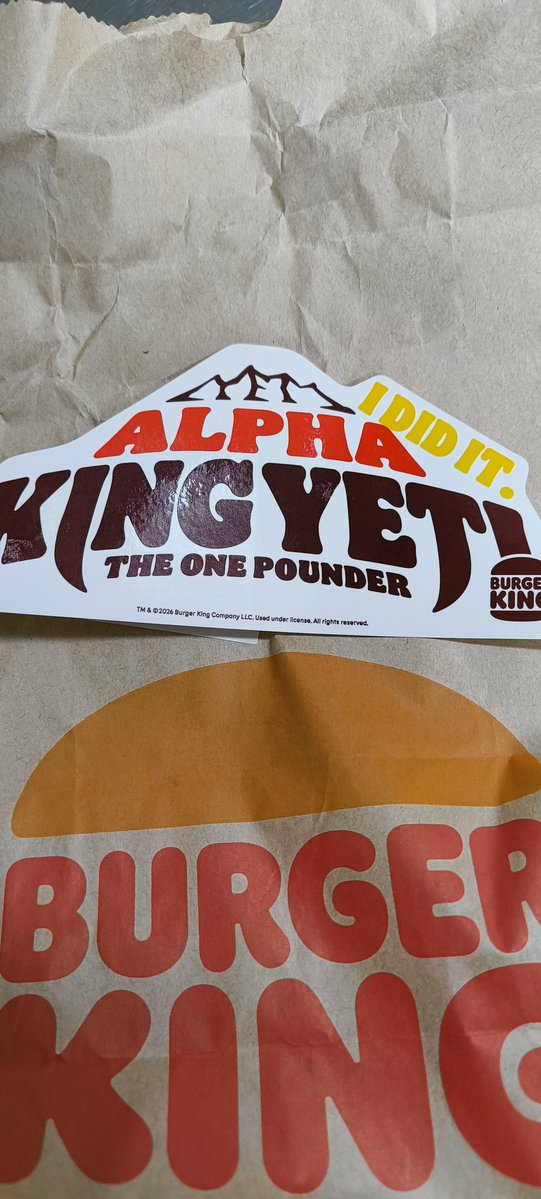 YETI
I DID IT.
ALPHA
KING YETI
THE ONE POUNDER
BURGER
KING
TM & © 2026 Burger King Company LLC. Used under license. All rights reserved.
BURGER
KING